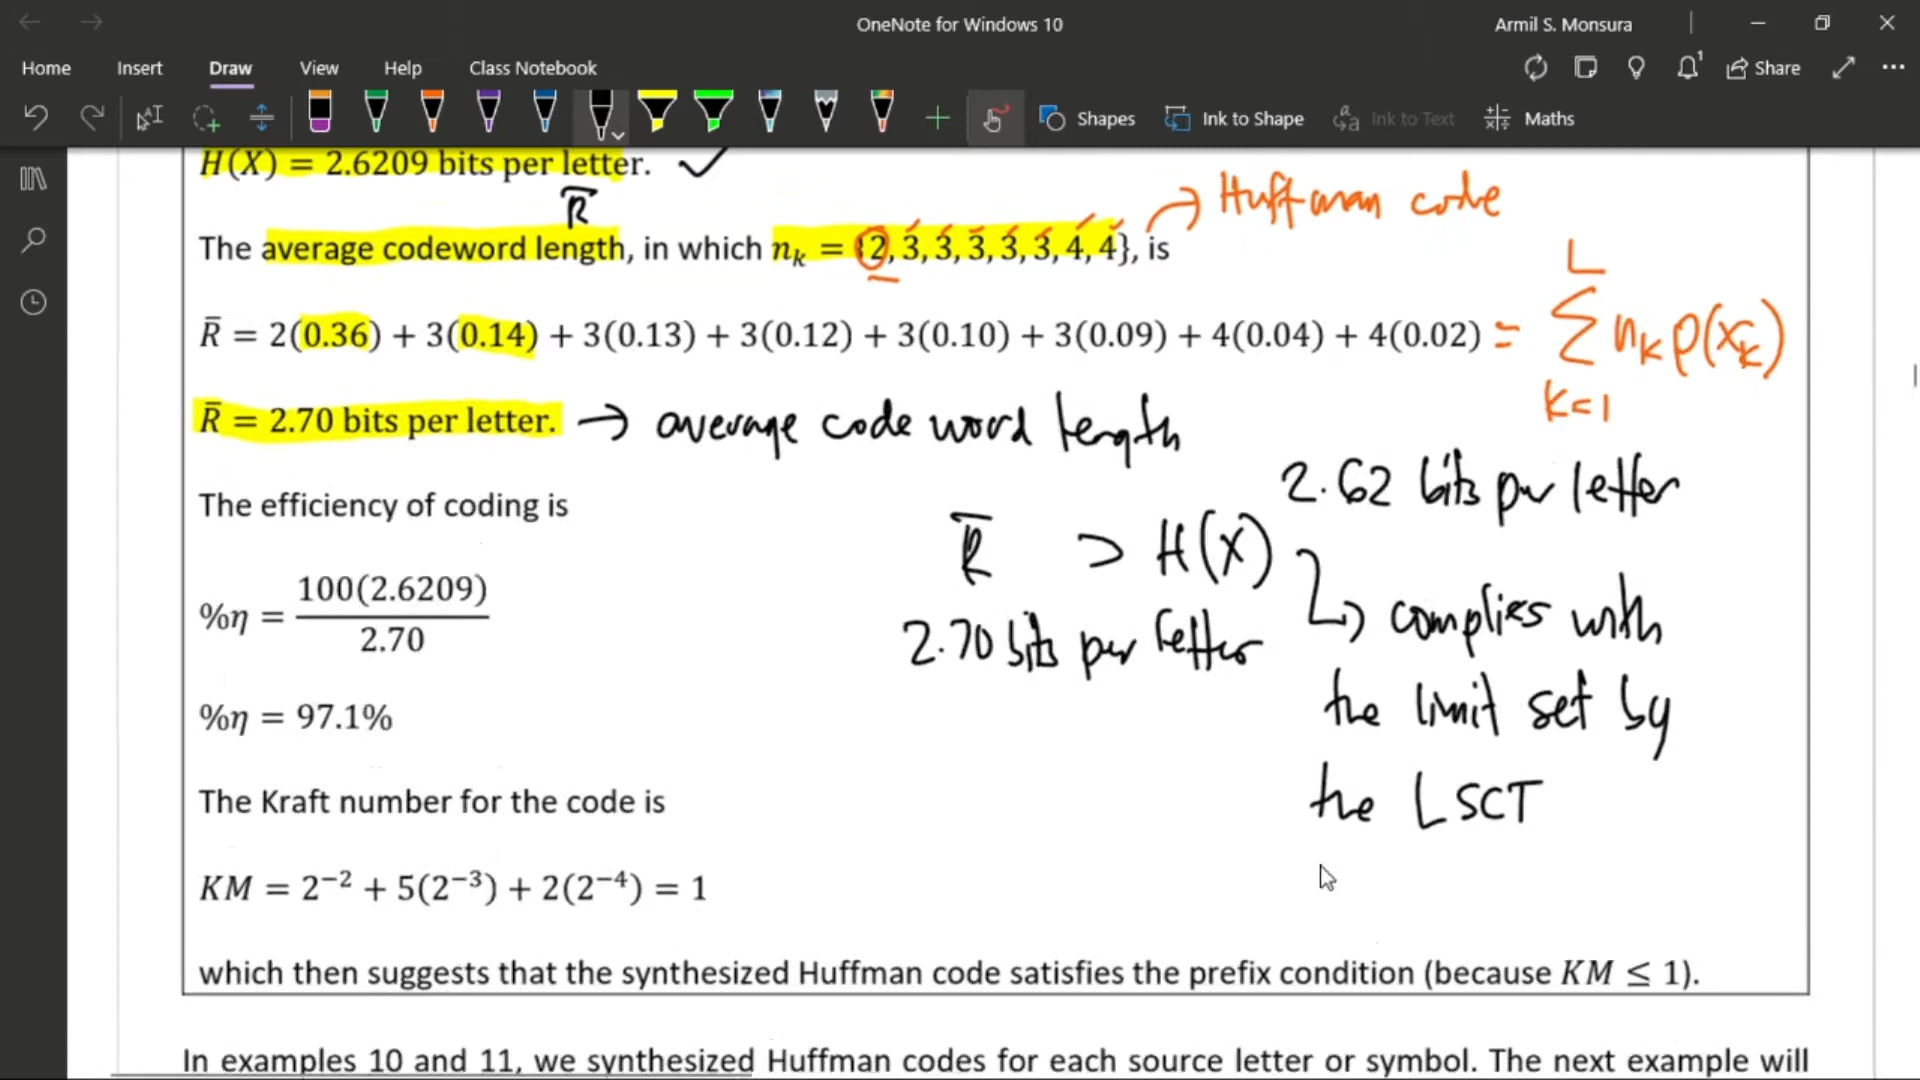 OneNote for Windows 10
Armil S. Monsura
Home Insert Draw View Help Class Notebook
1
Share
Shapes Ink to Shape Ink to Text Maths
H(X) = 2.6209 bits per letter.
R̄
Huffman code
The average codeword length, in which nₖ = {2, 3, 3, 3, 3, 3, 4, 4}, is
R̄ = 2(0.36) + 3(0.14) + 3(0.13) + 3(0.12) + 3(0.10) + 3(0.09) + 4(0.04) + 4(0.02) = L ∑ k=1 nₖ P(xₖ)
R̄ = 2.70 bits per letter. → average code word length
2.62 bits per letter
The efficiency of coding is
R̄ > H(X)
%η = 100(2.6209) / 2.70
2.70 bits per letter
complies with
the limit set by
%η = 97.1%
the LSCT
The Kraft number for the code is
KM = 2⁻² + 5(2⁻³) + 2(2⁻⁴) = 1
which then suggests that the synthesized Huffman code satisfies the prefix condition (because KM ≤ 1).
In examples 10 and 11, we synthesized Huffman codes for each source letter or symbol. The next example will